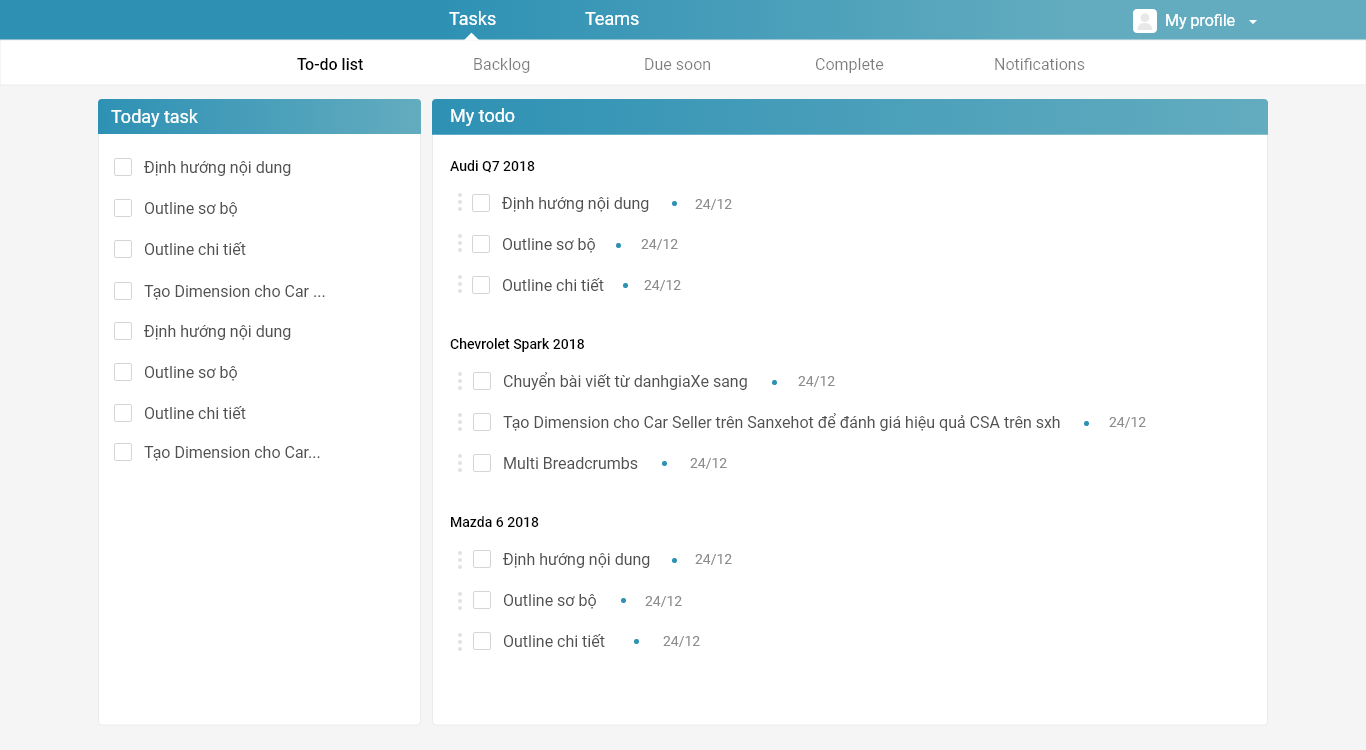 Tasks Teams My profile
To-do list Backlog Due soon Complete Notifications
Today task
Định hướng nội dung
Outline sơ bộ
Outline chi tiết
Tạo Dimension cho Car ...
Định hướng nội dung
Outline sơ bộ
Outline chi tiết
Tạo Dimension cho Car...
My todo
Audi Q7 2018
Định hướng nội dung • 24/12
Outline sơ bộ • 24/12
Outline chi tiết • 24/12
Chevrolet Spark 2018
Chuyển bài viết từ danhgiaXe sang • 24/12
Tạo Dimension cho Car Seller trên Sanxehot để đánh giá hiệu quả CSA trên sxh • 24/12
Multi Breadcrumbs • 24/12
Mazda 6 2018
Định hướng nội dung • 24/12
Outline sơ bộ • 24/12
Outline chi tiết • 24/12